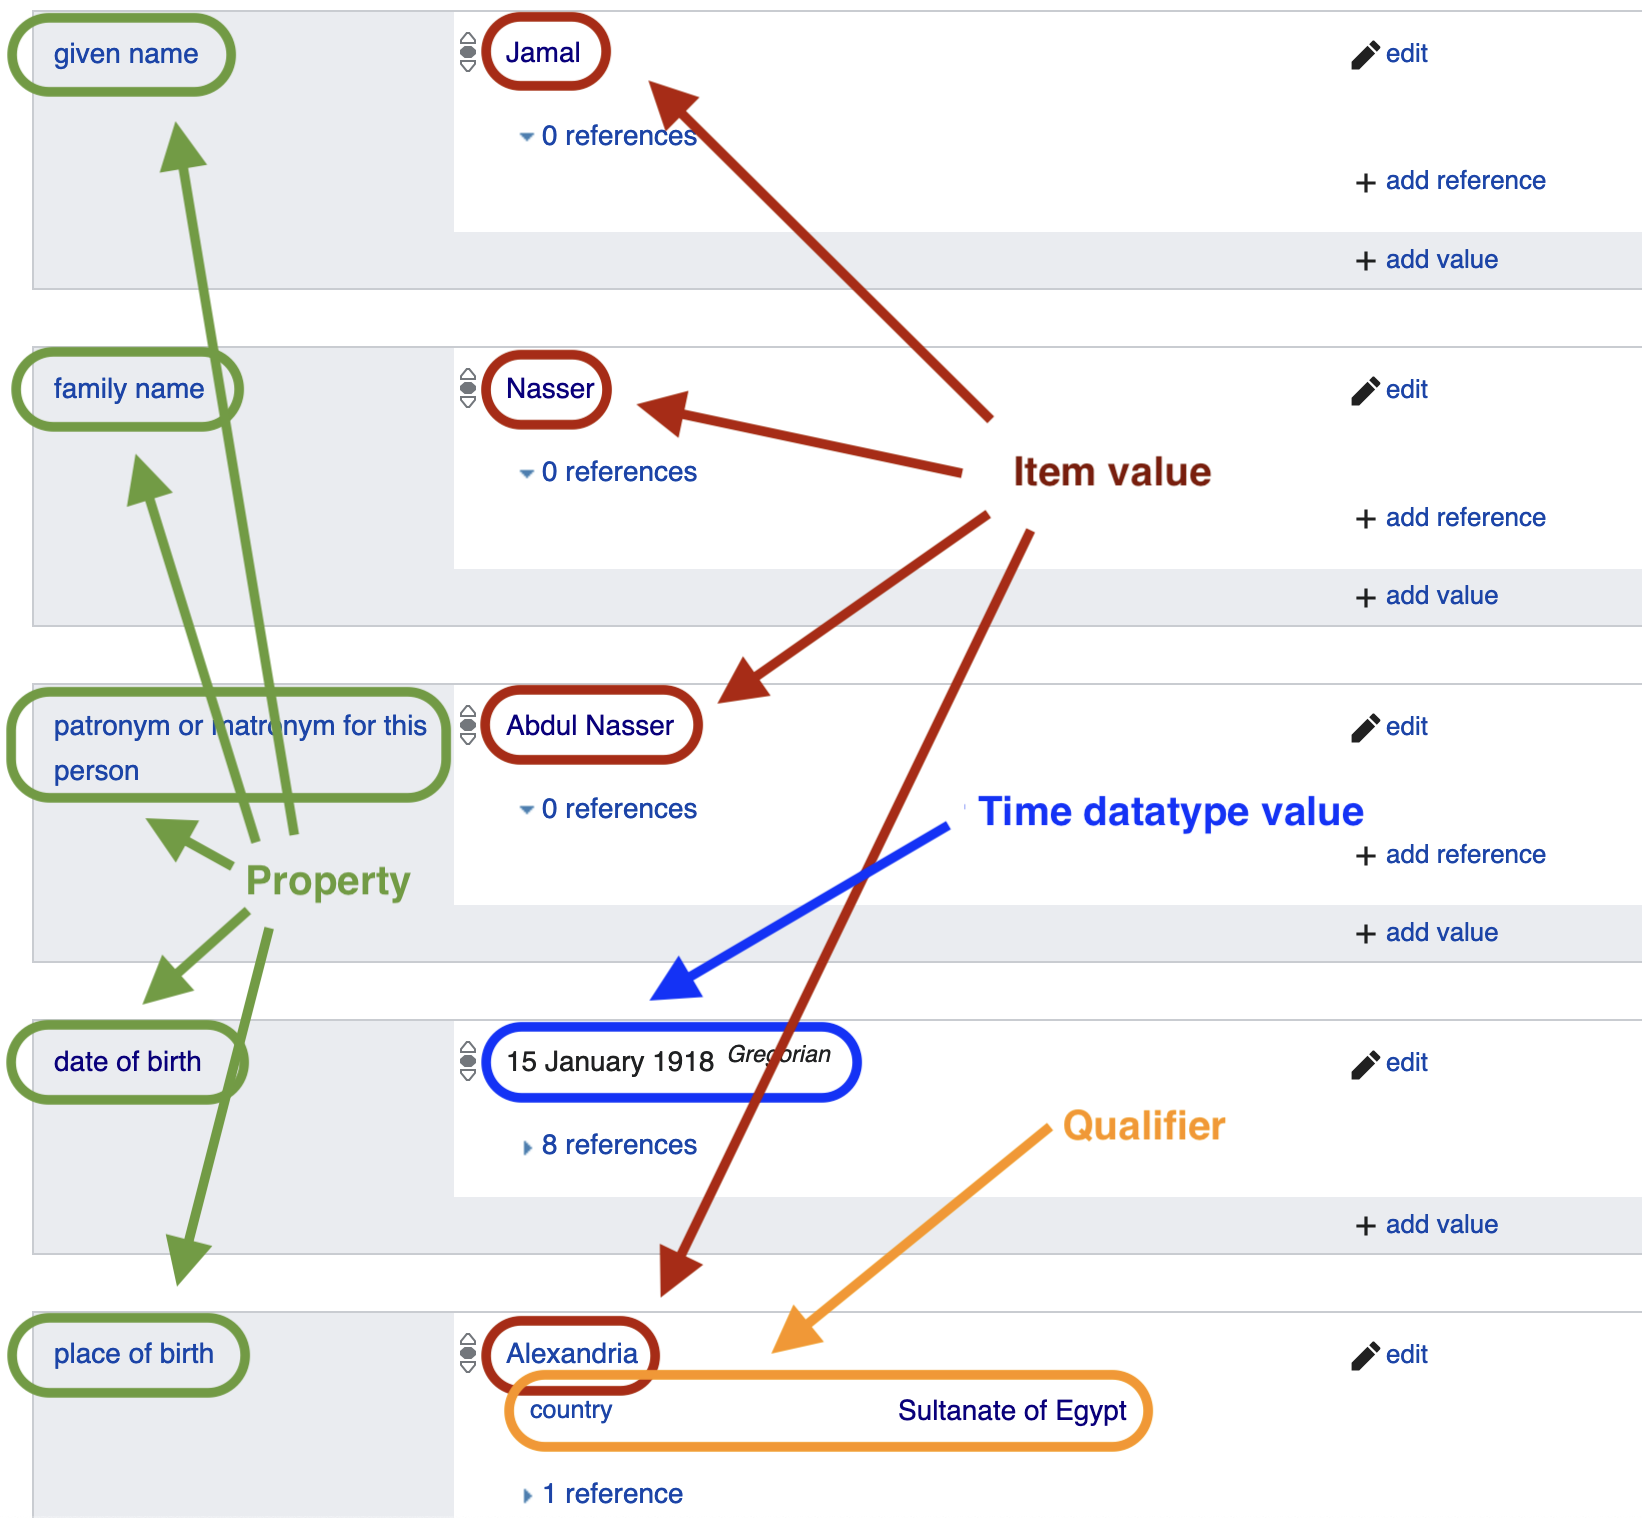 given name
Jamal
edit
0 references
add reference
add value
family name
Nasser
edit
Item value
0 references
add reference
add value
patronym or matronym for this
person
Abdul Nasser
edit
0 references
Time datatype value
add reference
Property
add value
date of birth
15 January 1918 Gregorian
edit
Qualifier
8 references
add value
place of birth
Alexandria
edit
country
Sultanate of Egypt
1 reference